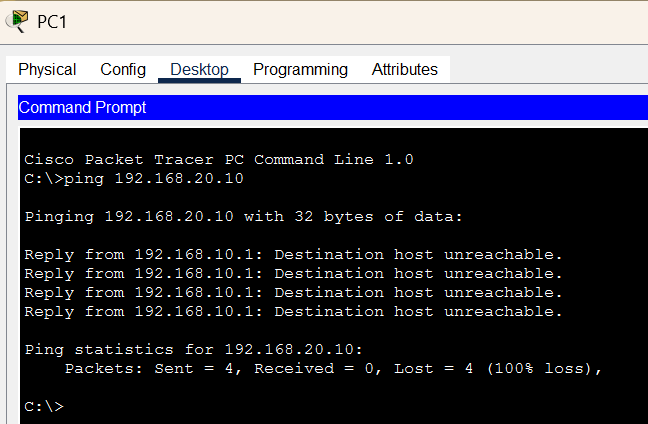 PC1
Physical Config Desktop Programming Attributes
Command Prompt
Cisco Packet Tracer PC Command Line 1.0
C:\>ping 192.168.20.10
Pinging 192.168.20.10 with 32 bytes of data:
Reply from 192.168.10.1: Destination host unreachable.
Reply from 192.168.10.1: Destination host unreachable.
Reply from 192.168.10.1: Destination host unreachable.
Reply from 192.168.10.1: Destination host unreachable.
Ping statistics for 192.168.20.10:
    Packets: Sent = 4, Received = 0, Lost = 4 (100% loss),
C:\>